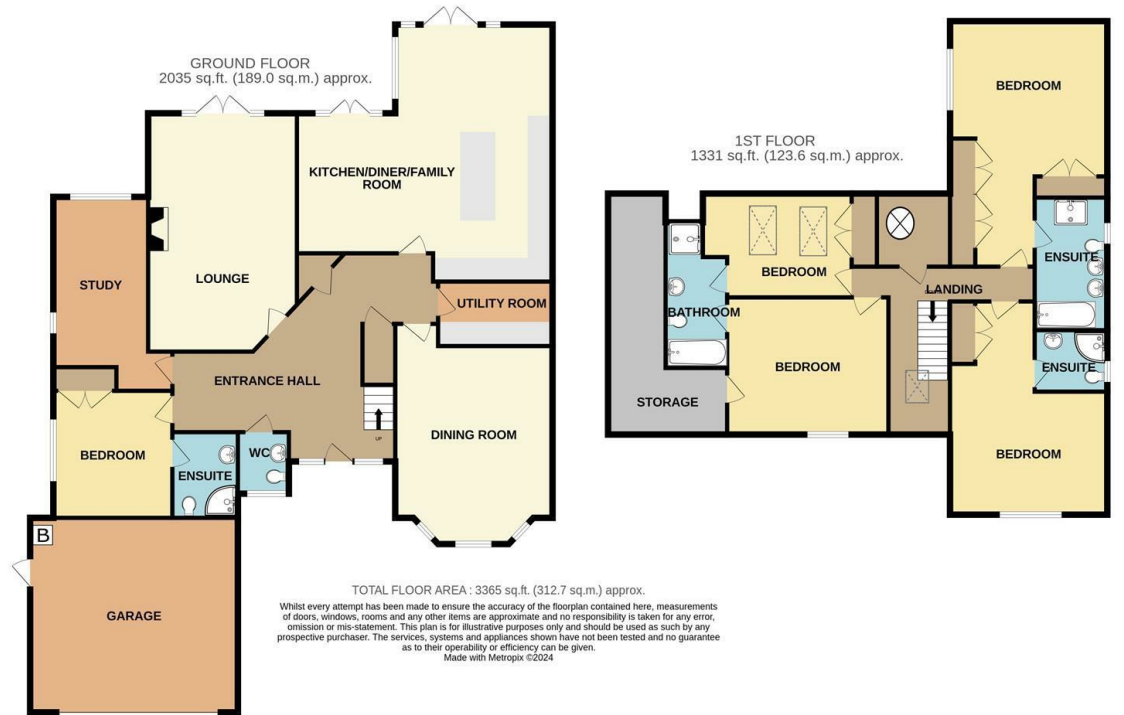 GROUND FLOOR
2035 sq.ft. (189.0 sq.m.) approx.
KITCHEN/DINER/FAMILY
ROOM
LOUNGE
STUDY
UTILITY ROOM
ENTRANCE HALL
DINING ROOM
UP
WC
BEDROOM
ENSUITE
B
GARAGE
1ST FLOOR
1331 sq.ft. (123.6 sq.m.) approx.
BEDROOM
BEDROOM
ENSUITE
LANDING
BATHROOM
BEDROOM
ENSUITE
STORAGE
BEDROOM
TOTAL FLOOR AREA : 3365 sq.ft. (312.7 sq.m.) approx.
Whilst every attempt has been made to ensure the accuracy of the floorplan contained here, measurements
of doors, windows, rooms and any other items are approximate and no responsibility is taken for any error,
omission or mis-statement. This plan is for illustrative purposes only and should be used as such by any
prospective purchaser. The services, systems and appliances shown have not been tested and no guarantee
as to their operability or efficiency can be given.
Made with Metropix ©2024